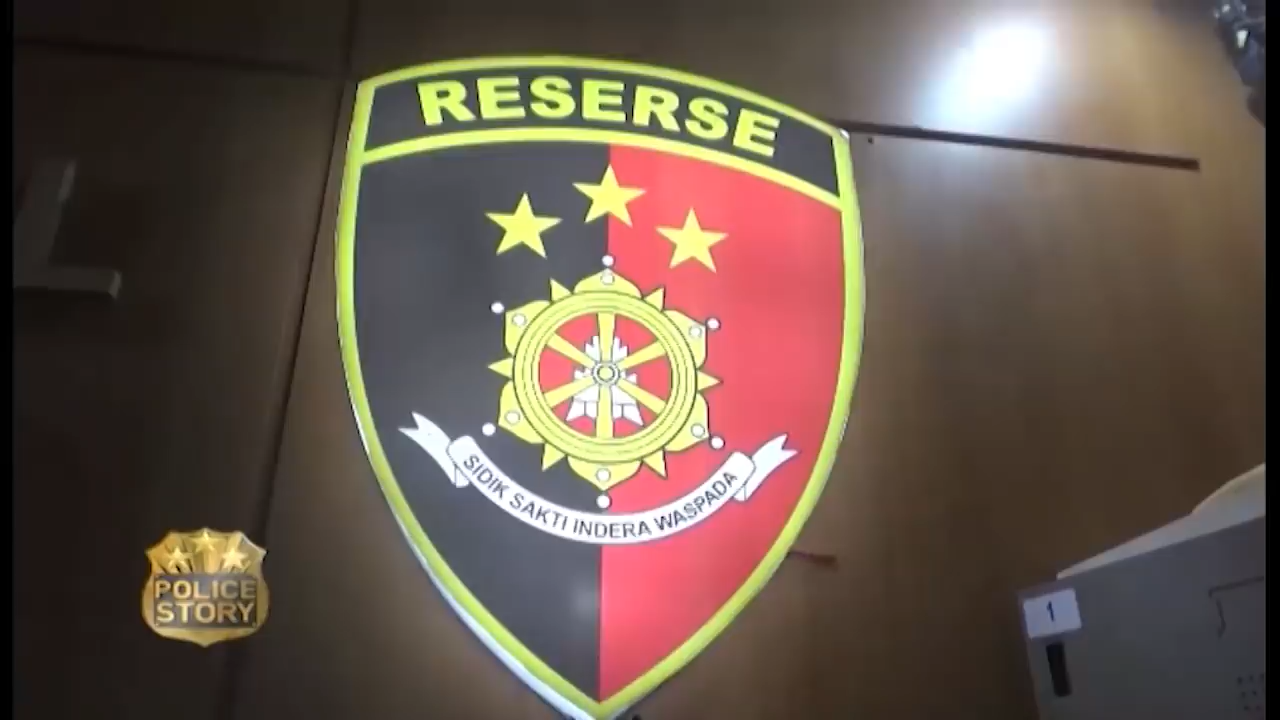 RESERSE
SIDIK SAKTI INDERA WASPADA
POLICE
STORY
1